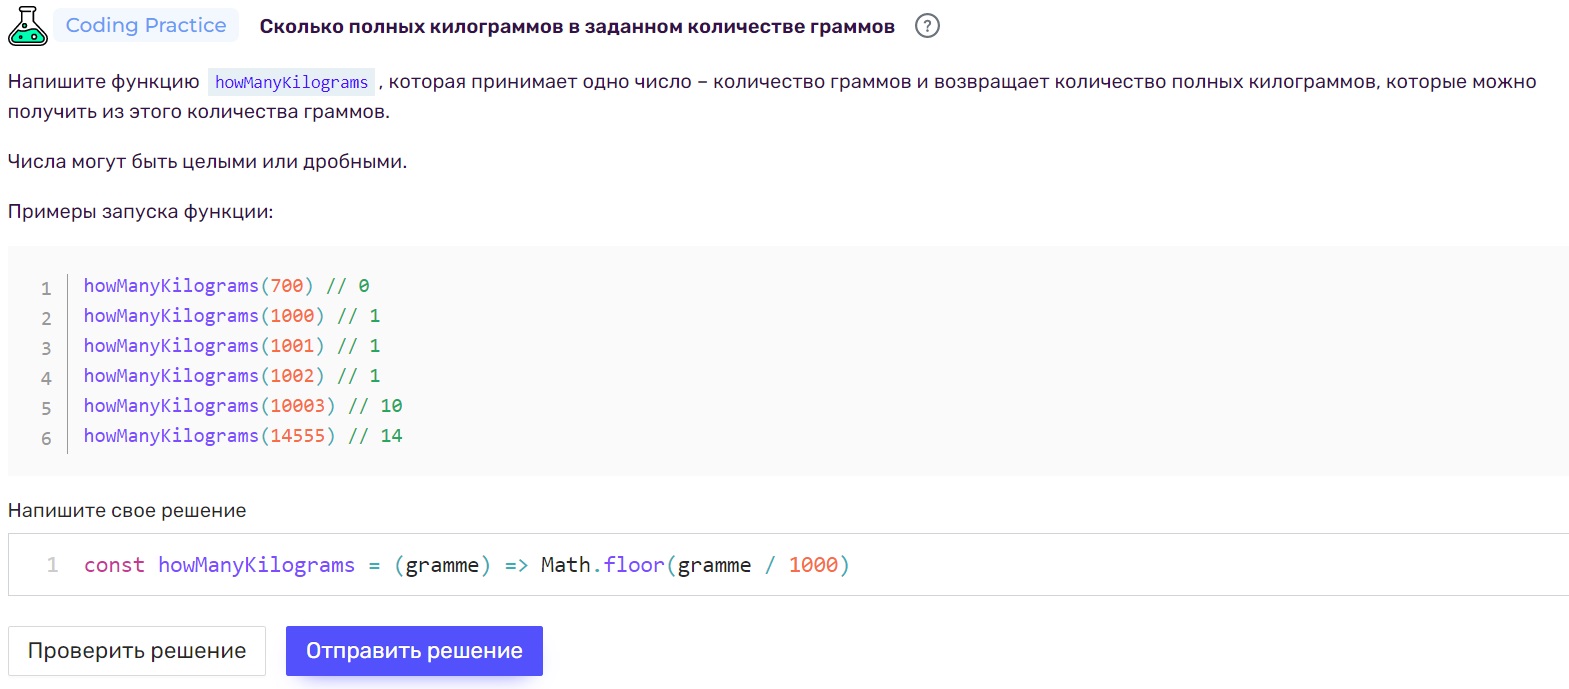 Coding Practice Сколько полных килограммов в заданном количестве граммов ?
Напишите функцию howManyKilograms , которая принимает одно число – количество граммов и возвращает количество полных килограммов, которые можно
получить из этого количества граммов.
Числа могут быть целыми или дробными.
Примеры запуска функции:
1 howManyKilograms(700) // 0
2 howManyKilograms(1000) // 1
3 howManyKilograms(1001) // 1
4 howManyKilograms(1002) // 1
5 howManyKilograms(10003) // 10
6 howManyKilograms(14555) // 14
Напишите свое решение
1 const howManyKilograms = (gramme) => Math.floor(gramme / 1000)
Проверить решение Отправить решение